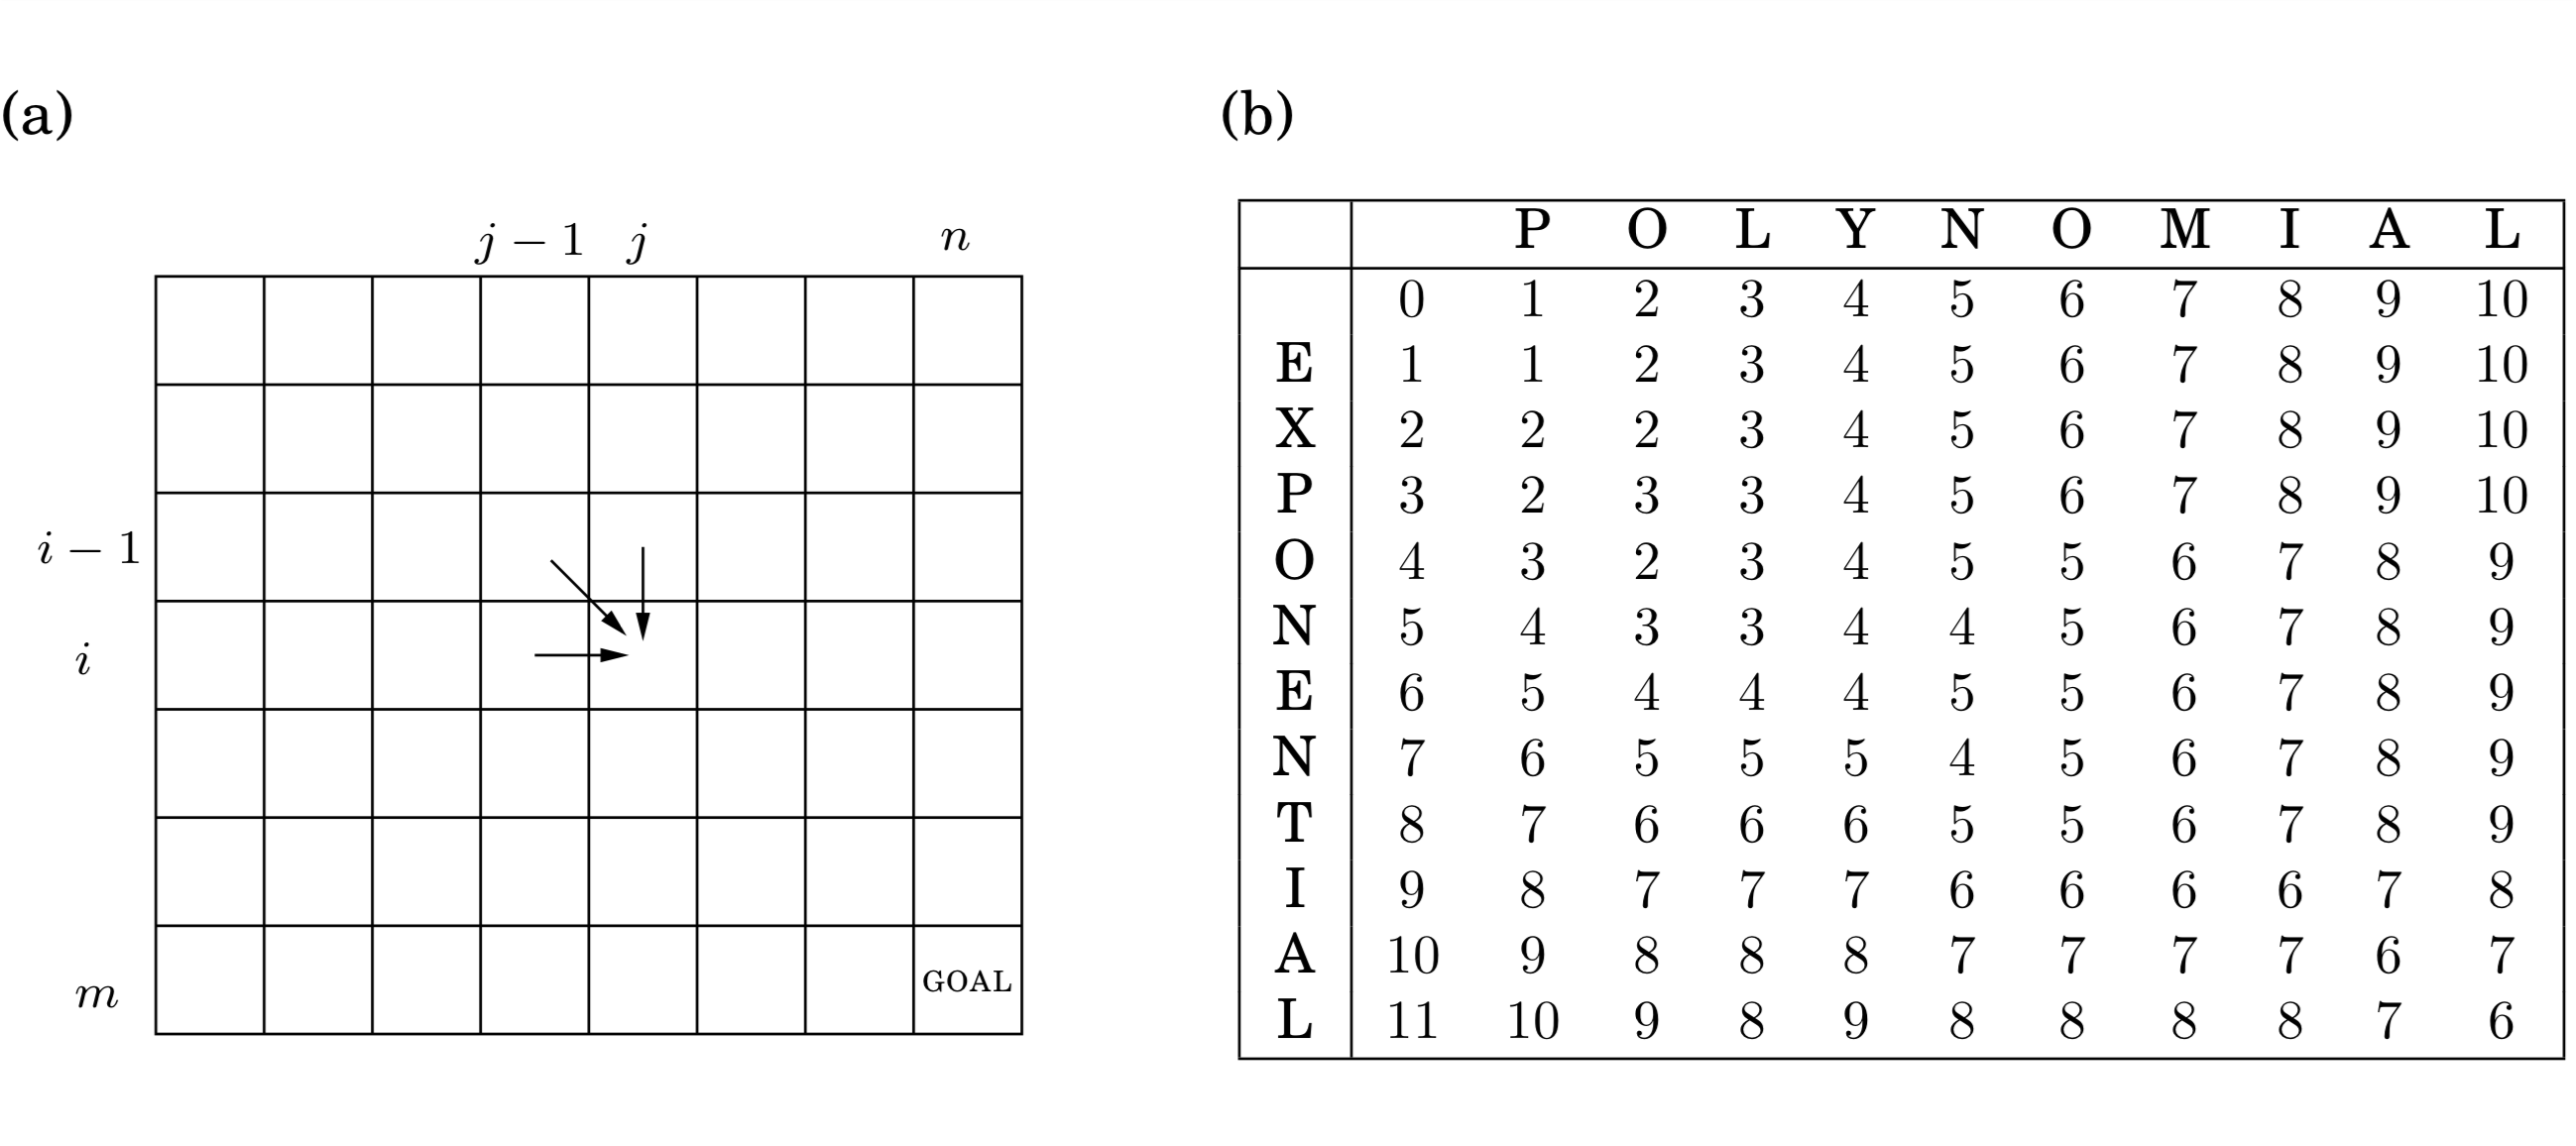 (a)
j − 1 j n
i − 1
i
m
GOAL
(b)
P O L Y N O M I A L
0 1 2 3 4 5 6 7 8 9 10
E 1 1 2 3 4 5 6 7 8 9 10
X 2 2 2 3 4 5 6 7 8 9 10
P 3 2 3 3 4 5 6 7 8 9 10
O 4 3 2 3 4 5 5 6 7 8 9
N 5 4 3 3 4 4 5 6 7 8 9
E 6 5 4 4 4 5 5 6 7 8 9
N 7 6 5 5 5 4 5 6 7 8 9
T 8 7 6 6 6 5 5 6 7 8 9
I 9 8 7 7 7 6 6 6 6 7 8
A 10 9 8 8 8 7 7 7 7 6 7
L 11 10 9 8 9 8 8 8 8 7 6